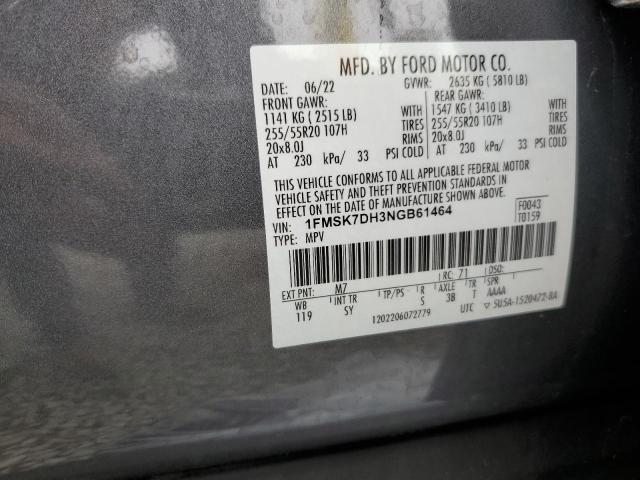 MFD. BY FORD MOTOR CO.
DATE: 06/22 GVWR: 2635 KG ( 5810 LB)
FRONT GAWR: REAR GAWR:
1141 KG ( 2515 LB) WITH 1547 KG ( 3410 LB) WITH
255/55R20 107H TIRES 255/55R20 107H TIRES
20x8.0J RIMS 20x8.0J RIMS
AT 230 kPa/ 33 PSI COLD AT 230 kPa/ 33 PSI COLD
THIS VEHICLE CONFORMS TO ALL APPLICABLE FEDERAL MOTOR
VEHICLE SAFETY AND THEFT PREVENTION STANDARDS IN
EFFECT ON THE DATE OF MANUFACTURE SHOWN ABOVE.
VIN: 1FMSK7DH3NGB61464 F0043
TYPE: MPV T0159
EXT PNT: M7 RC: 71 DSO:
WB INT TR TP/PS R AXLE TR SPR
119 SY S 3B T AAAA
1202206072779 UTC ▽ 5U5A-1520472-BA